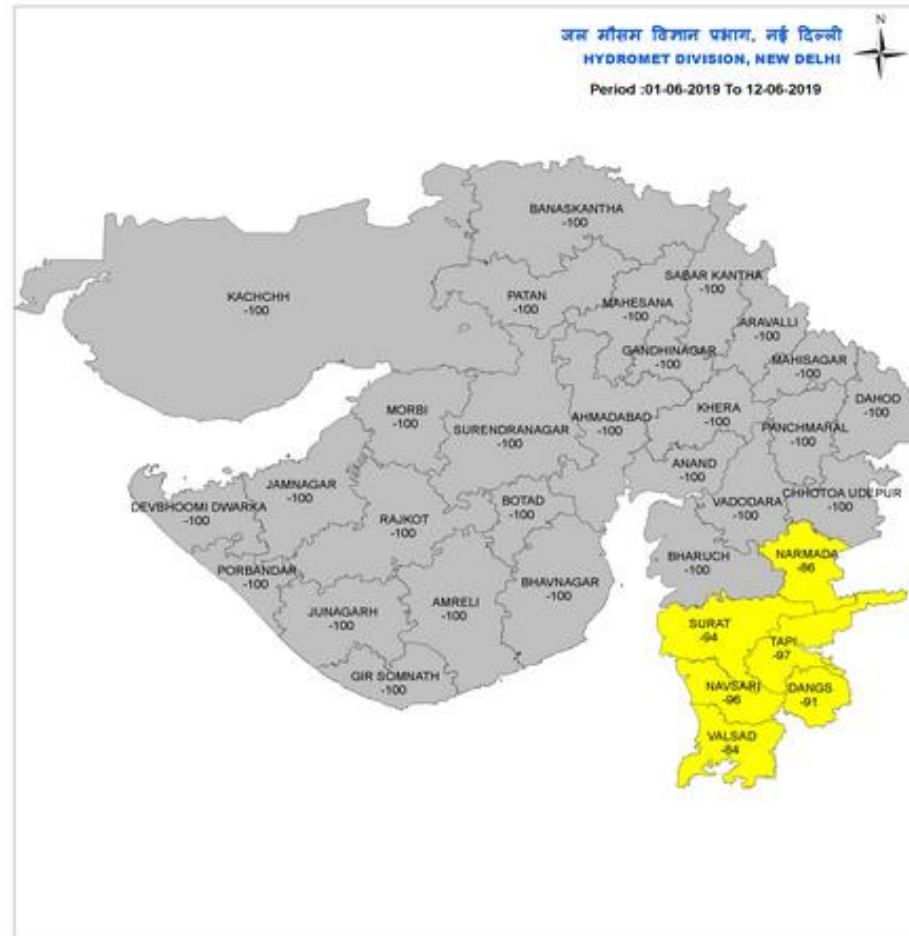 जल मौसम विज्ञान प्रभाग, नई दिल्ली
N
HYDROMET DIVISION, NEW DELHI
Period :01-06-2019 To 12-06-2019
BANASKANTHA
-100
SABAR KANTHA
-100
KACHCHH
-100
PATAN
-100
MAHESANA
-100
ARAVALLI
-100
GANDHINAGAR
-100
MAHISAGAR
-100
DAHOD
-100
MORBI
-100
SURENDRANAGAR
-100
AHMADABAD
-100
KHERA
-100
PANCHMARAL
-100
ANAND
-100
JAMNAGAR
-100
DEVBHOOMI DWARKA
-100
RAJKOT
-100
BOTAD
-100
VADODARA
-100
CHHOTOA UDEPUR
-100
BHARUCH
-100
NARMADA
-86
PORBANDAR
-100
JUNAGARH
-100
AMRELI
-100
BHAVNAGAR
-100
SURAT
-94
TAPI
-97
GIR SOMNATH
-100
NAVSARI
-96
DANGS
-91
VALSAD
-84